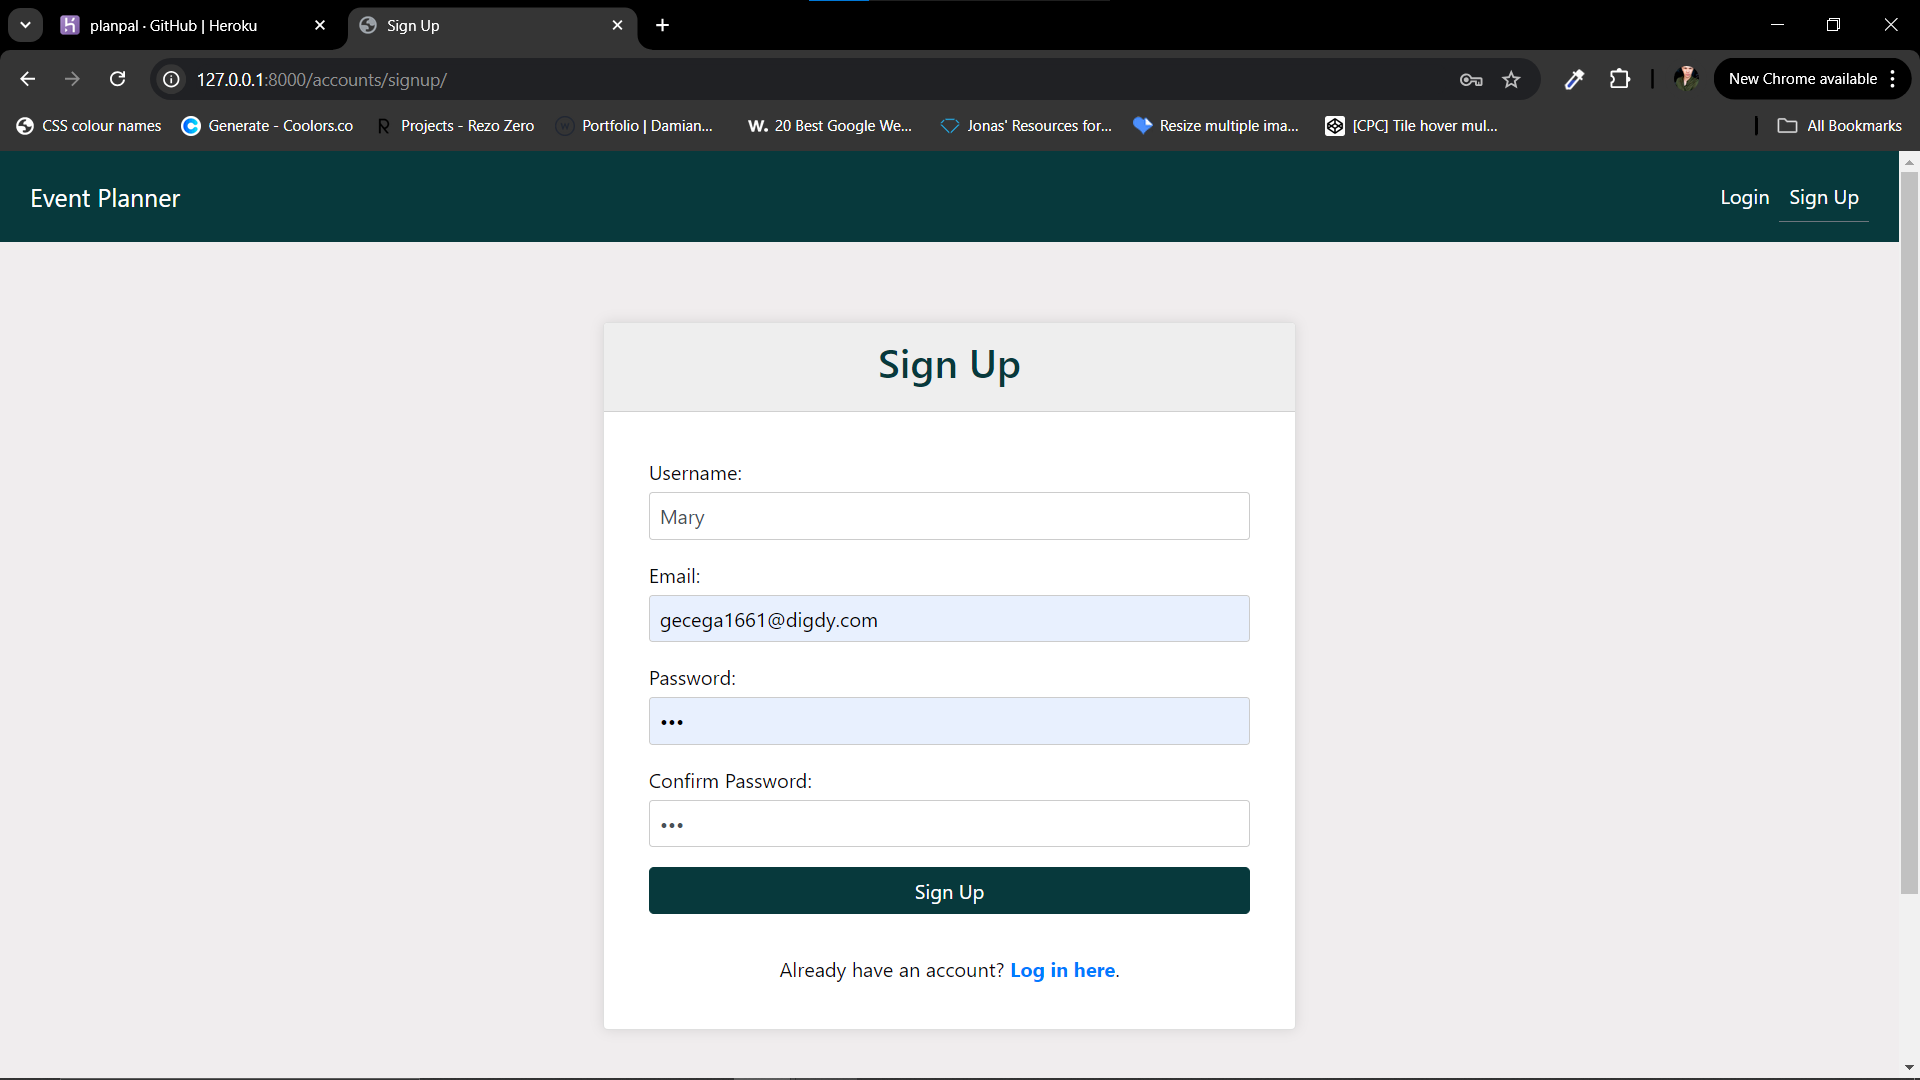 planpal · GitHub | Heroku
Sign Up
127.0.0.1:8000/accounts/signup/
New Chrome available
CSS colour names
Generate - Coolors.co
Projects - Rezo Zero
Portfolio | Damian...
W. 20 Best Google We...
Jonas' Resources for...
Resize multiple ima...
[CPC] Tile hover mul...
All Bookmarks
Event Planner
Login
Sign Up
Sign Up
Username:
Mary
Email:
gecega1661@digdy.com
Password:
•••
Confirm Password:
•••
Sign Up
Already have an account? Log in here.